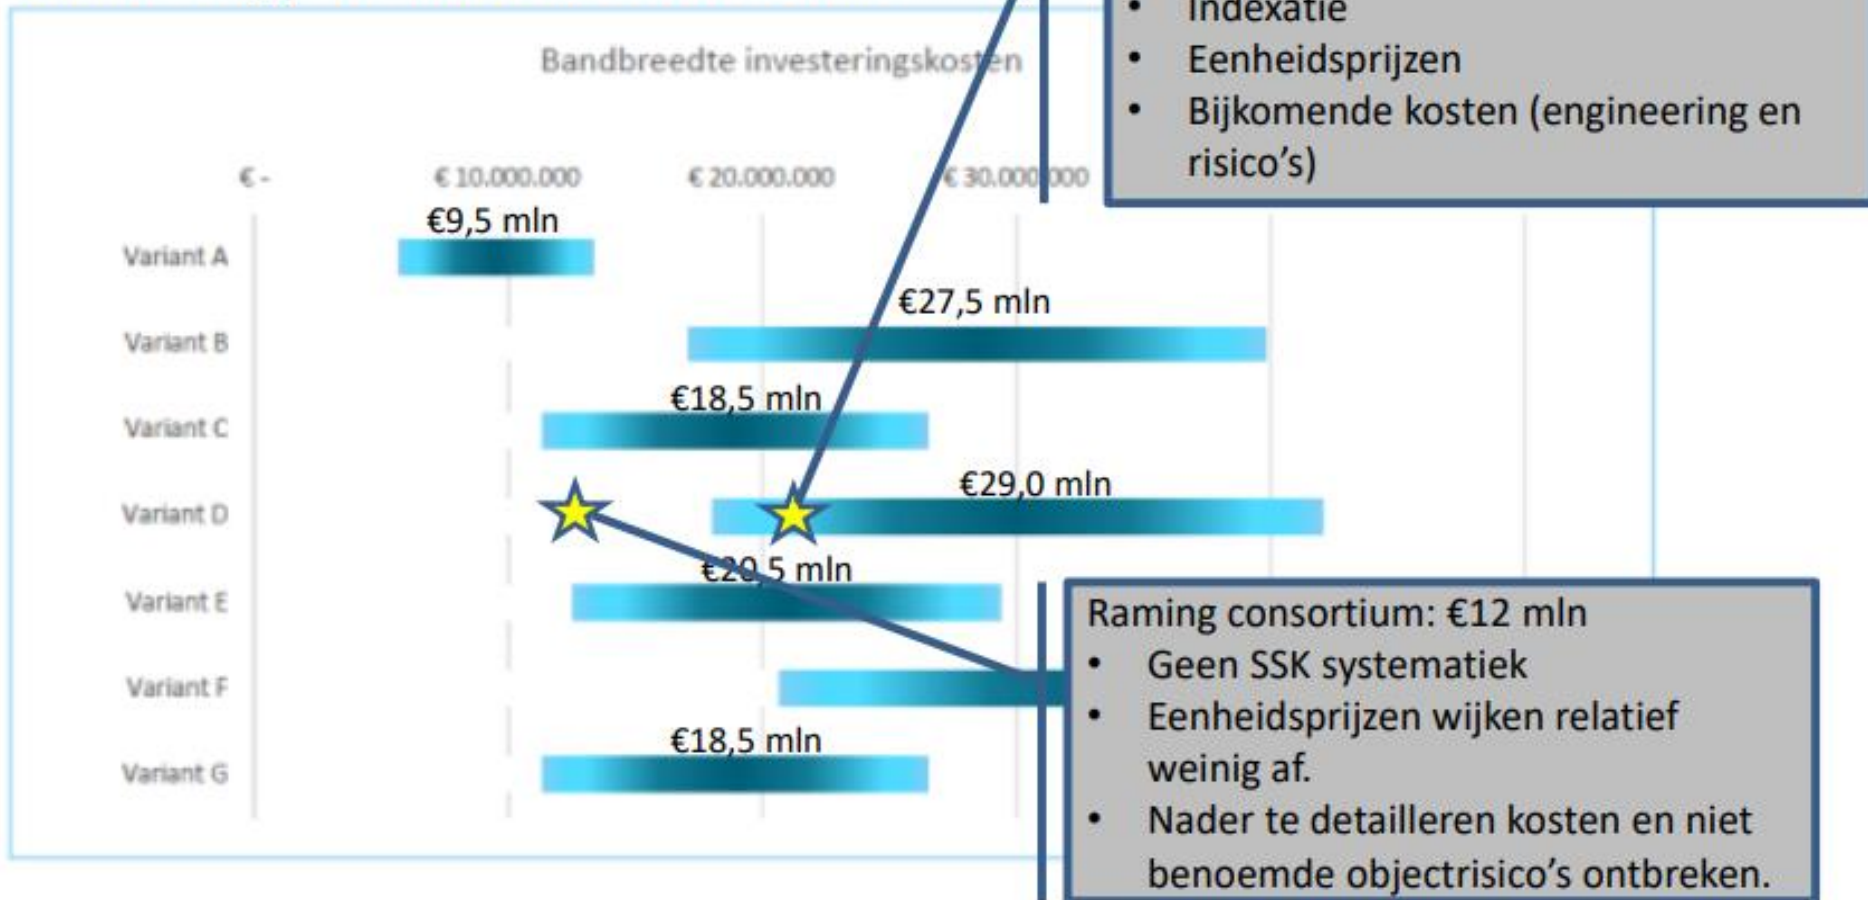 Indexatie
Eenheidsprijzen
Bijkomende kosten (engineering en
risico's)
Bandbreedte investeringskosten
€ -
€ 10.000.000
€ 20.000.000
€ 30.000.000
€9,5 mln
Variant A
€27,5 mln
Variant B
€18,5 mln
Variant C
€29,0 mln
Variant D
€20,5 mln
Variant E
Variant F
€18,5 mln
Variant G
Raming consortium: €12 mln
• Geen SSK systematiek
• Eenheidsprijzen wijken relatief
weinig af.
• Nader te detailleren kosten en niet
benoemde objectrisico's ontbreken.